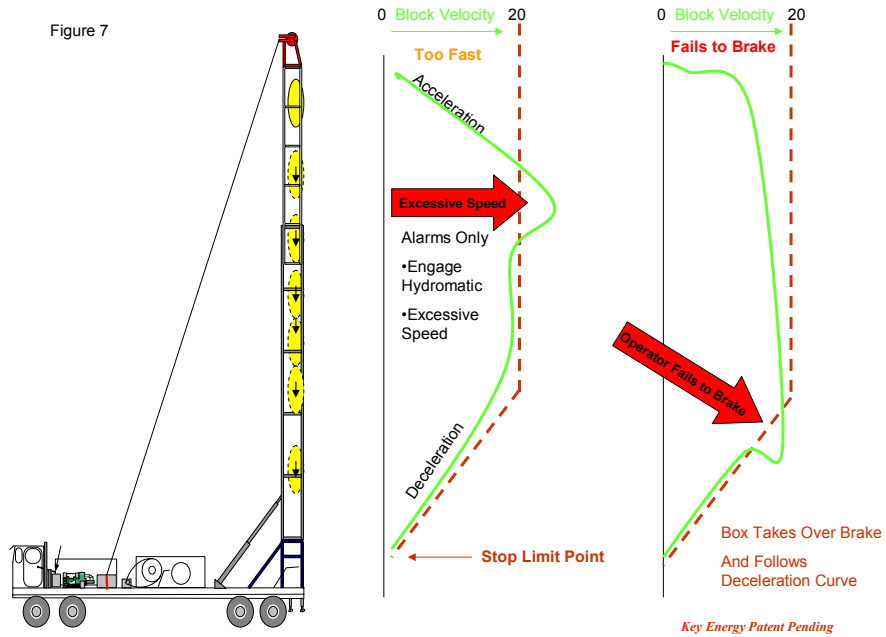 Figure 7
0 Block Velocity 20
Too Fast
Acceleration
Excessive Speed
Alarms Only
•Engage
Hydromatic
•Excessive
Speed
Deceleration
Stop Limit Point
0 Block Velocity 20
Fails to Brake
Operator Fails to Brake
Box Takes Over Brake
And Follows
Deceleration Curve
Key Energy Patent Pending